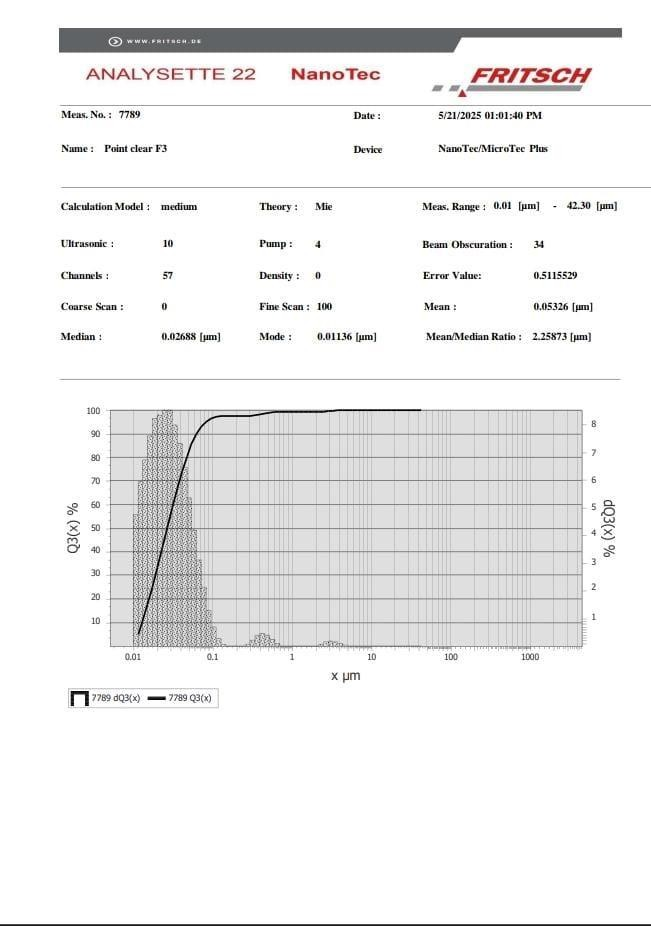 WWW.FRITSCH.DE
ANALYSETTE 22 NanoTec FRITSCH
Meas. No. : 7789 Date : 5/21/2025 01:01:40 PM
Name : Point clear F3 Device NanoTec/MicroTec Plus
Calculation Model : medium Theory : Mie Meas. Range : 0.01 [µm] - 42.30 [µm]
Ultrasonic : 10 Pump : 4 Beam Obscuration : 34
Channels : 57 Density : 0 Error Value: 0.5115529
Coarse Scan : 0 Fine Scan : 100 Mean : 0.05326 [µm]
Median : 0.02688 [µm] Mode : 0.01136 [µm] Mean/Median Ratio : 2.25873 [µm]
Q3(x) %
100
90
80
70
60
50
40
30
20
10
8
7
6
5
4
3
2
1
dQ3(x) %
0.01 0.1 1 10 100 1000
x µm
7789 dQ3(x) 7789 Q3(x)